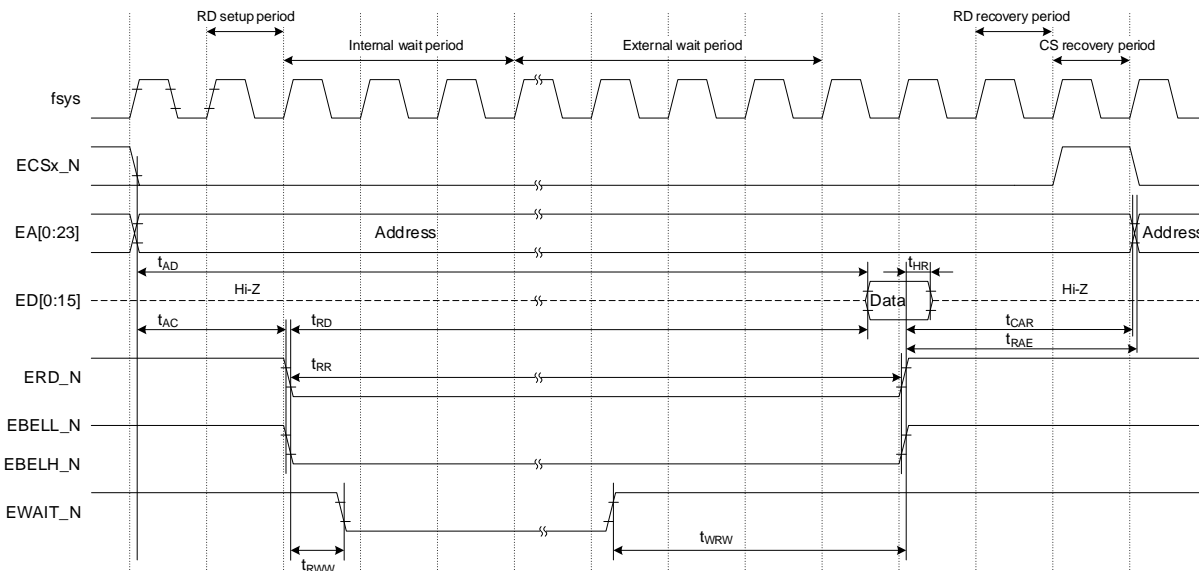 RD setup period
RD recovery period
Internal wait period
External wait period
CS recovery period
fsys
ECSx_N
EA[0:23]
Address
Address
tAD
tHR
ED[0:15]
Hi-Z
Data
Hi-Z
tAC
tRD
tCAR
tRAE
ERD_N
tRR
EBELL_N
EBELH_N
EWAIT_N
tWRW
tRWW